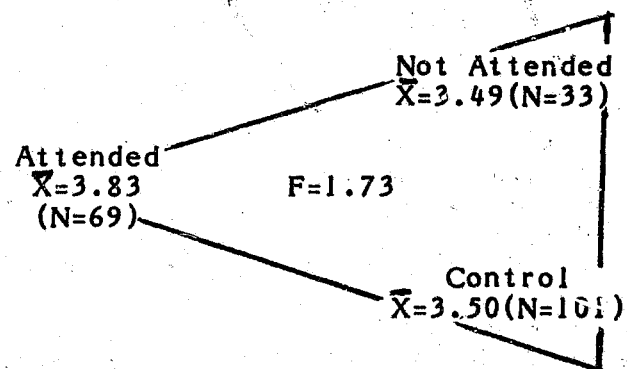 Not Attended
X̄=3.49(N=33)
Attended
X̄=3.83
(N=69)
F=1.73
Control
X̄=3.50(N=101)